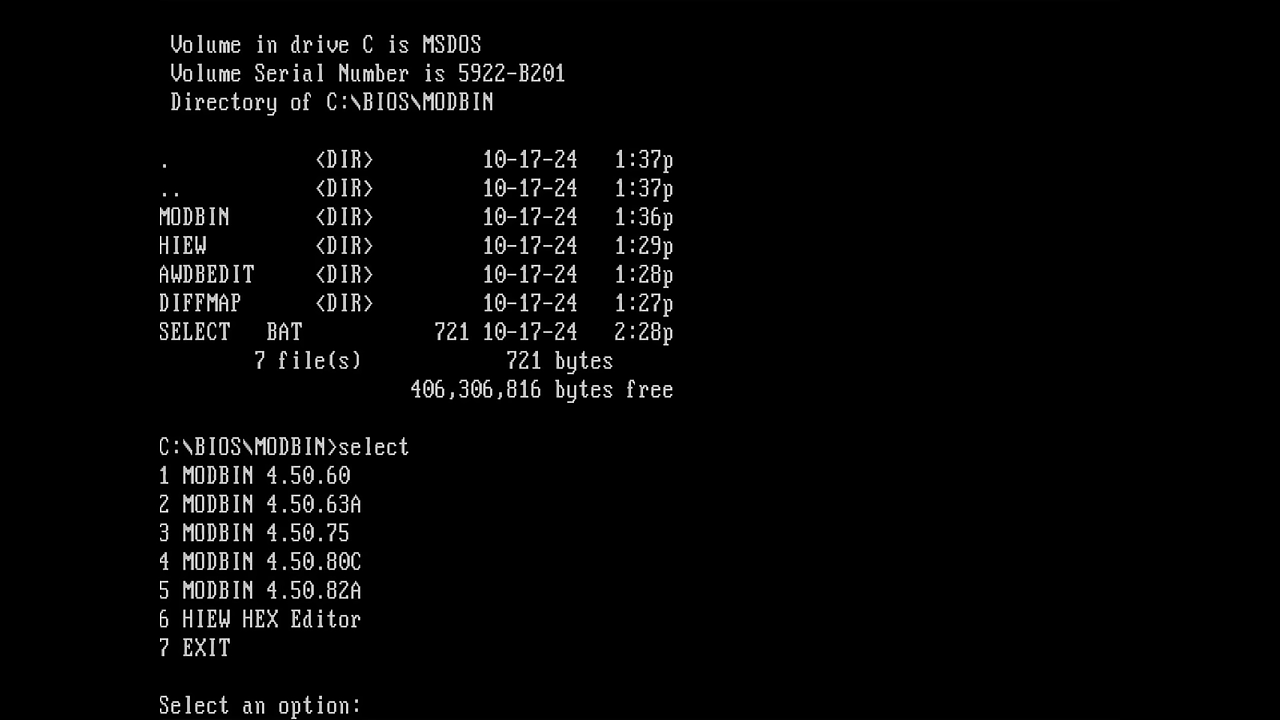 Volume in drive C is MSDOS
Volume Serial Number is 5922-B201
Directory of C:\BIOS\MODBIN
. <DIR> 10-17-24 1:37p
.. <DIR> 10-17-24 1:37p
MODBIN <DIR> 10-17-24 1:36p
HIEW <DIR> 10-17-24 1:29p
AWDBEDIT <DIR> 10-17-24 1:28p
DIFFMAP <DIR> 10-17-24 1:27p
SELECT BAT 721 10-17-24 2:28p
7 file(s) 721 bytes
406,306,816 bytes free
C:\BIOS\MODBIN>select
1 MODBIN 4.50.60
2 MODBIN 4.50.63A
3 MODBIN 4.50.75
4 MODBIN 4.50.80C
5 MODBIN 4.50.82A
6 HIEW HEX Editor
7 EXIT
Select an option: